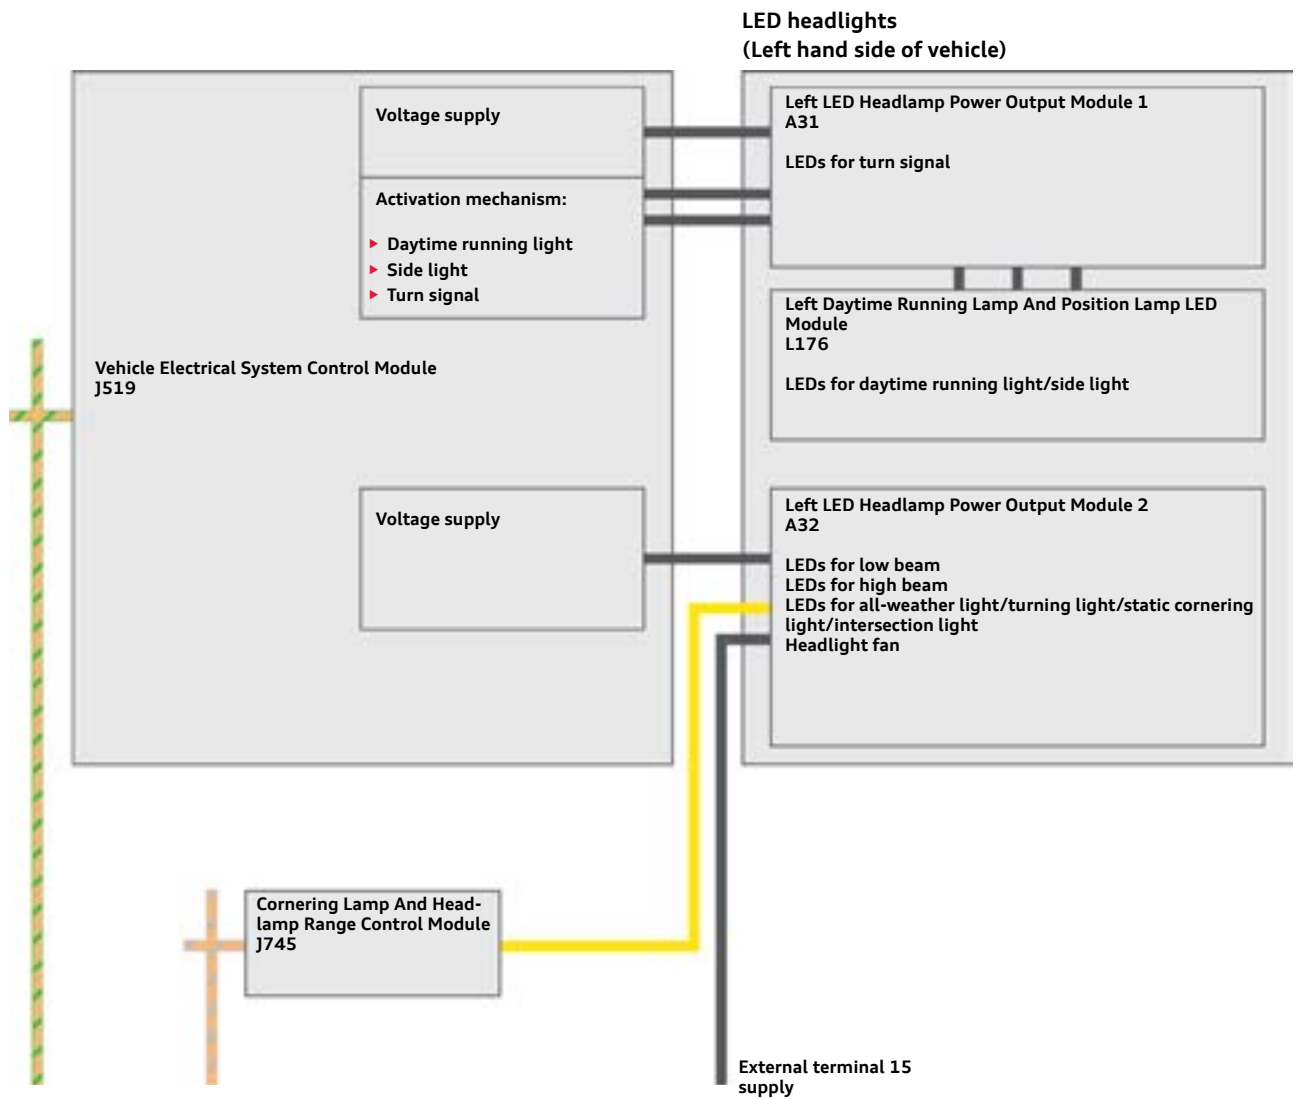 LED headlights
(Left hand side of vehicle)
Voltage supply
Activation mechanism:
Daytime running light
Side light
Turn signal
Vehicle Electrical System Control Module
J519
Voltage supply
Left LED Headlamp Power Output Module 1
A31
LEDs for turn signal
Left Daytime Running Lamp And Position Lamp LED
Module
L176
LEDs for daytime running light/side light
Left LED Headlamp Power Output Module 2
A32
LEDs for low beam
LEDs for high beam
LEDs for all-weather light/turning light/static cornering
light/intersection light
Headlight fan
Cornering Lamp And Head-
lamp Range Control Module
J745
External terminal 15
supply